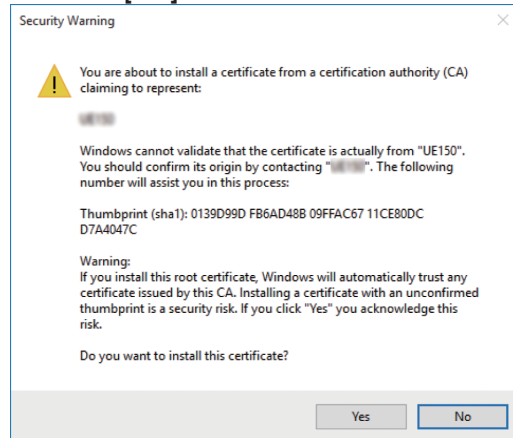 Security Warning
You are about to install a certificate from a certification authority (CA)
claiming to represent:
Windows cannot validate that the certificate is actually from "UE150".
You should confirm its origin by contacting " ". The following
number will assist you in this process:
Thumbprint (sha1): 0139D99D FB6AD48B 09FFAC67 11CE80DC
D7A4047C
Warning:
If you install this root certificate, Windows will automatically trust any
certificate issued by this CA. Installing a certificate with an unconfirmed
thumbprint is a security risk. If you click "Yes" you acknowledge this
risk.
Do you want to install this certificate?
Yes No